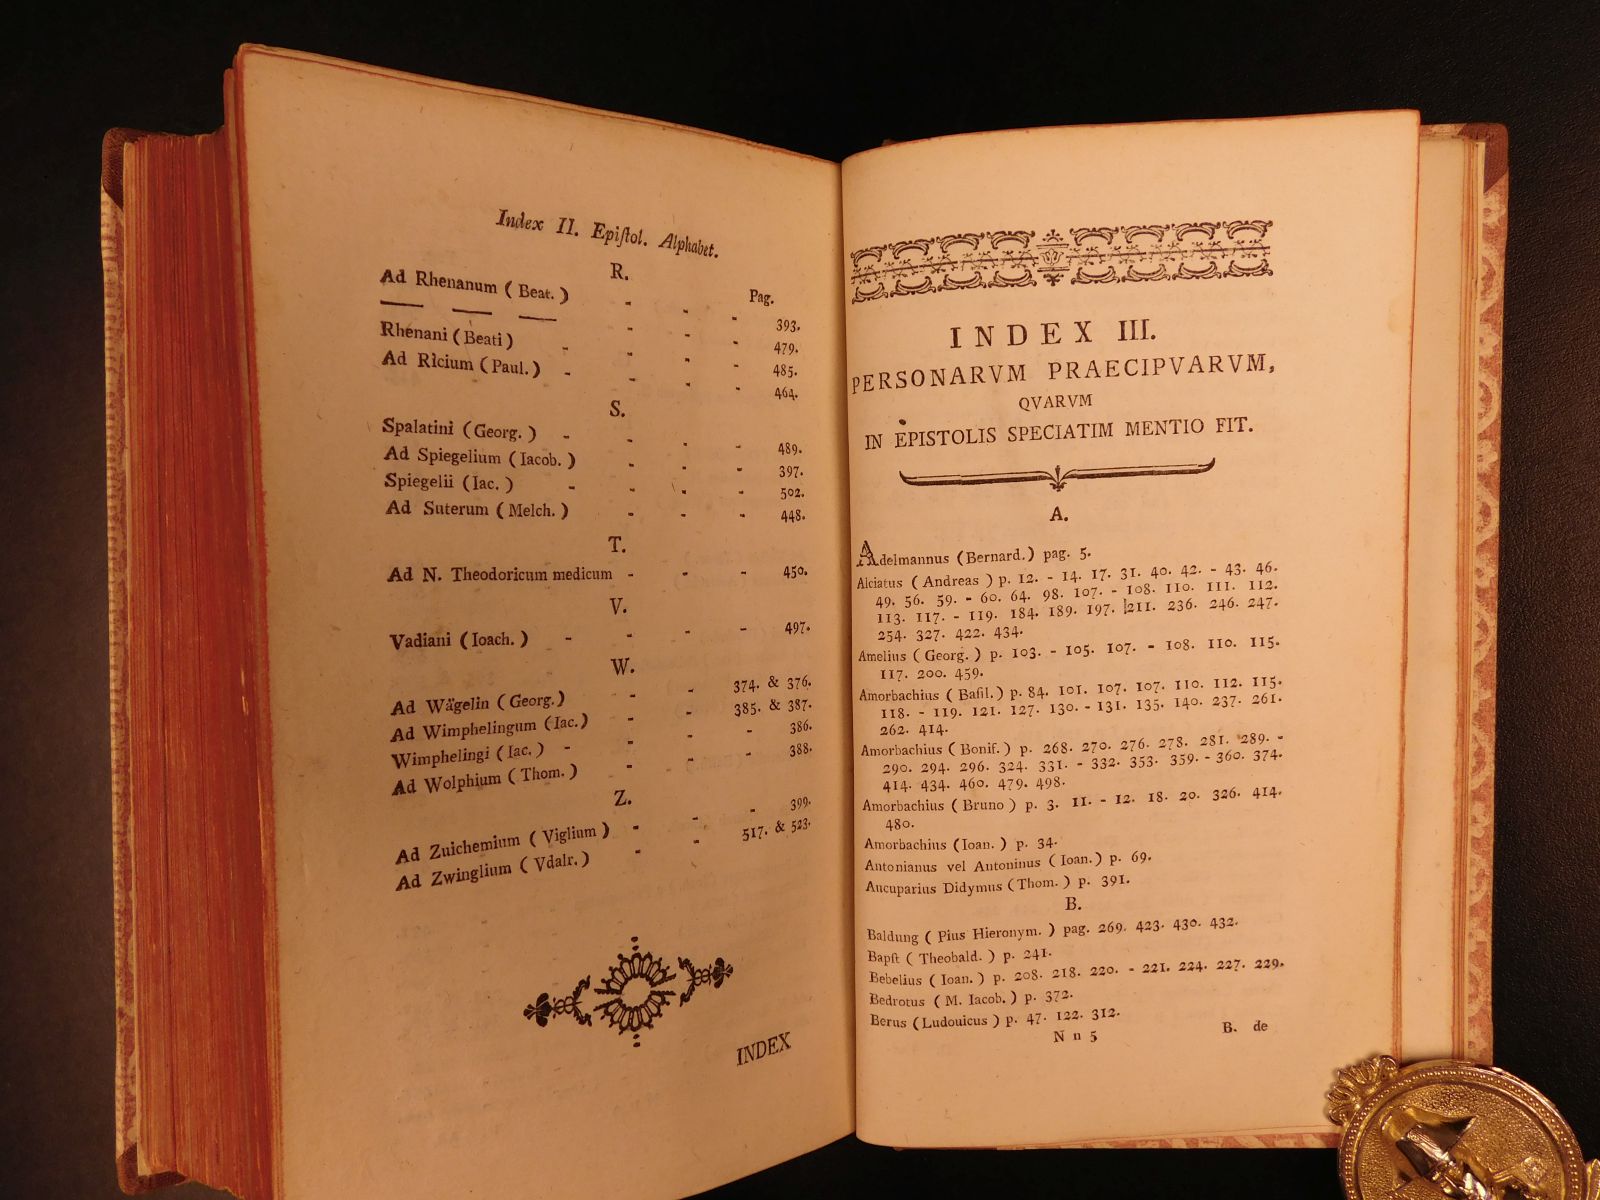 Index II. Epiſtol. Alphabet.
R.
Pag.
Ad Rhenanum ( Beat. ) - - - 393.
— — — - - - 479.
Rhenani ( Beati ) - - - 485.
Ad Ricium ( Paul. ) - - - 464.
S.
Spalatini ( Georg. ) - - - 489.
Ad Spiegelium ( Iacob. ) - - 397.
Spiegelii ( Iac. ) - - - 502.
Ad Suterum ( Melch. ) - - - 448.
T.
Ad N. Theodoricum medicum - - - 450.
V.
Vadiani ( Ioach. ) - - - 497.
W.
Ad Wägelin ( Georg. ) - - 374. & 376.
Ad Wimphelingum ( Iac. ) - - 385. & 387.
Wimphelingi ( Iac. ) - - - 386.
Ad Wolphium ( Thom. ) - - 388.
Z.
Ad Zuichemium ( Viglium ) - - 399.
Ad Zwinglium ( Vdalr. ) - - 517. & 523.
INDEX
INDEX III.
PERSONARVM PRAECIPVARVM,
QVARVM
IN EPISTOLIS SPECIATIM MENTIO FIT.
A.
Adelmannus ( Bernard. ) pag. 5.
Alciatus ( Andreas ) p. 12. - 14. 17. 31. 40. 42. - 43. 46.
49. 56. 59. - 60. 64. 98. 107. - 108. 110. 111. 112.
113. 117. - 119. 184. 189. 197. 211. 236. 246. 247.
254. 327. 422. 434.
Amelius ( Georg. ) p. 103. - 105. 107. - 108. 110. 115.
117. 200. 459.
Amorbachius ( Baſil. ) p. 84. 101. 107. 107. 110. 112. 115.
118. - 119. 121. 127. 130. - 131. 135. 140. 237. 261.
262. 414.
Amorbachius ( Bonif. ) p. 268. 270. 276. 278. 281. 289. -
290. 294. 296. 324. 331. - 332. 353. 359. - 360. 374.
414. 434. 460. 479. 498.
Amorbachius ( Bruno ) p. 3. 11. - 12. 18. 20. 326. 414.
480.
Amorbachius ( Ioan. ) p. 34.
Antonianus vel Antoninus ( Ioan. ) p. 69.
Aucuparius Didymus ( Thom. ) p. 391.
B.
Baldung ( Pius Hieronym. ) pag. 269. 423. 430. 432.
Bapſt ( Theobald. ) p. 241.
Bebelius ( Ioan. ) p. 208. 218. 220. - 221. 224. 227. 229.
Bedrotus ( M. Iacob. ) p. 372.
Berus ( Ludouicus ) p. 47. 122. 312.
N n 5
B. de